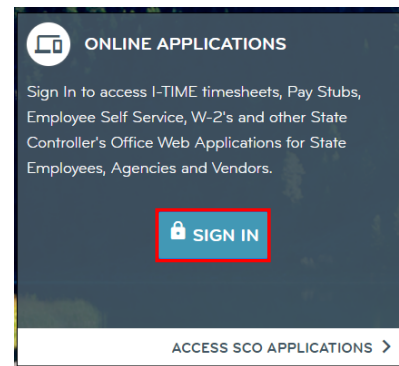 ONLINE APPLICATIONS
Sign In to access I-TIME timesheets, Pay Stubs,
Employee Self Service, W-2's and other State
Controller's Office Web Applications for State
Employees, Agencies and Vendors.
SIGN IN
ACCESS SCO APPLICATIONS >